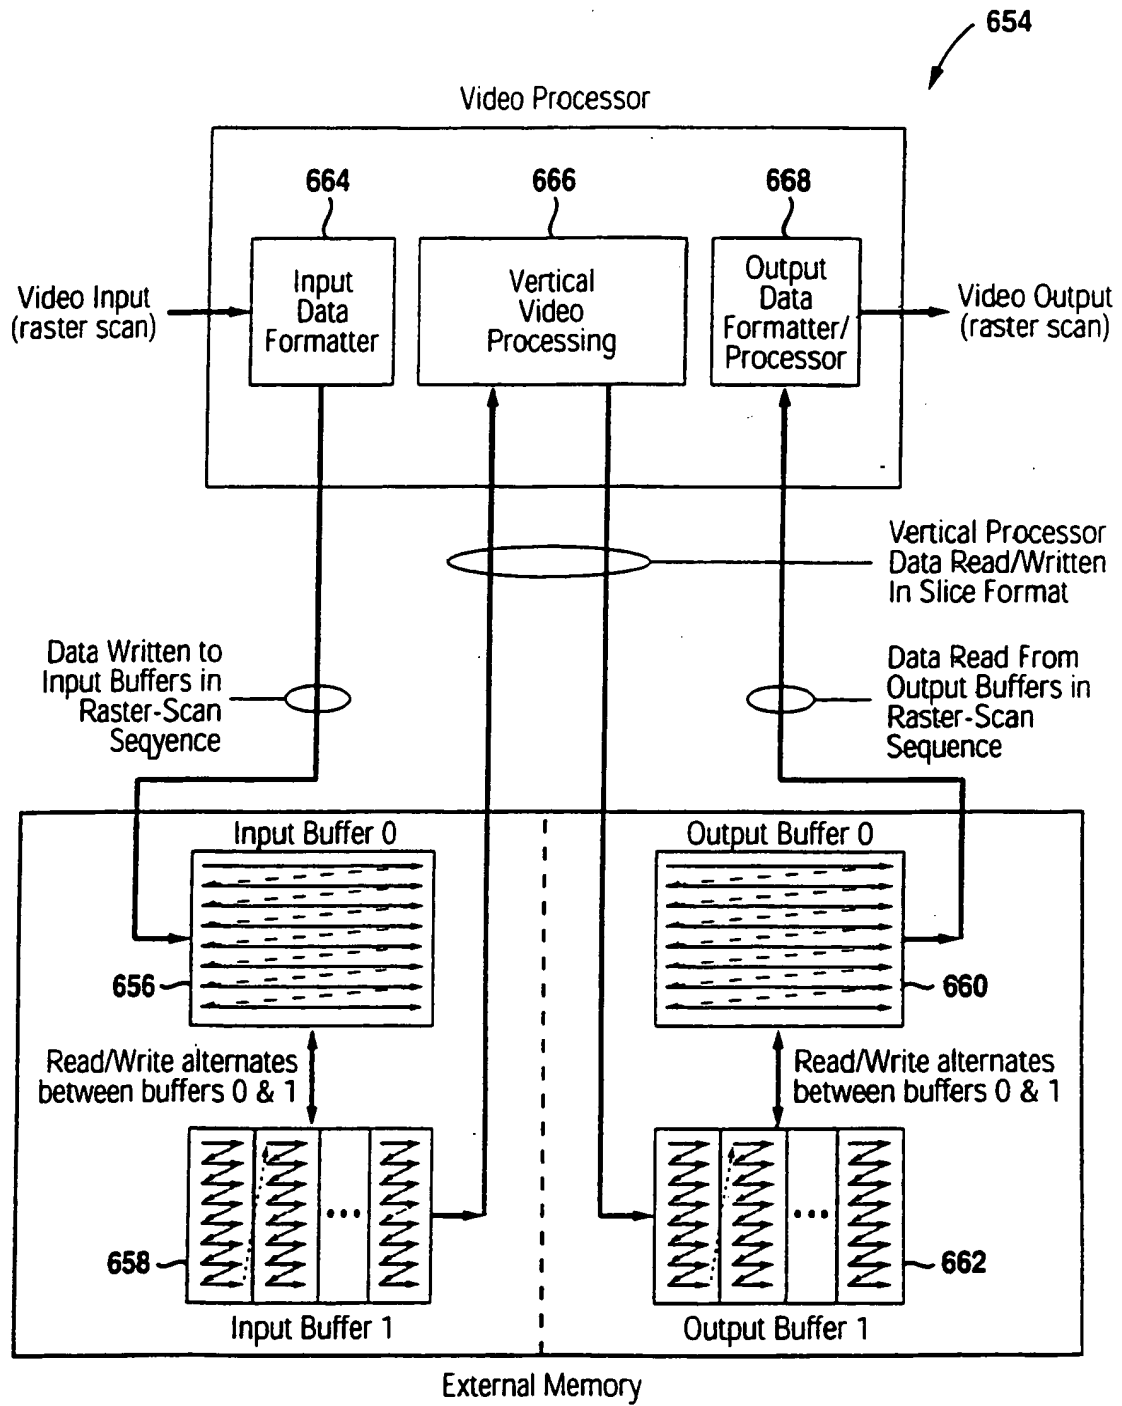 654
Video Processor
664
666
668
Input
Data
Formatter
Vertical
Video
Processing
Output
Data
Formatter/
Processor
Video Input
(raster scan)
Video Output
(raster scan)
Vertical Processor
Data Read/Written
In Slice Format
Data Written to
Input Buffers in
Raster-Scan
Seqyence
Data Read From
Output Buffers in
Raster-Scan
Sequence
Input Buffer 0
Output Buffer 0
656
660
Read/Write alternates
between buffers 0 & 1
Read/Write alternates
between buffers 0 & 1
658
662
Input Buffer 1
Output Buffer 1
External Memory